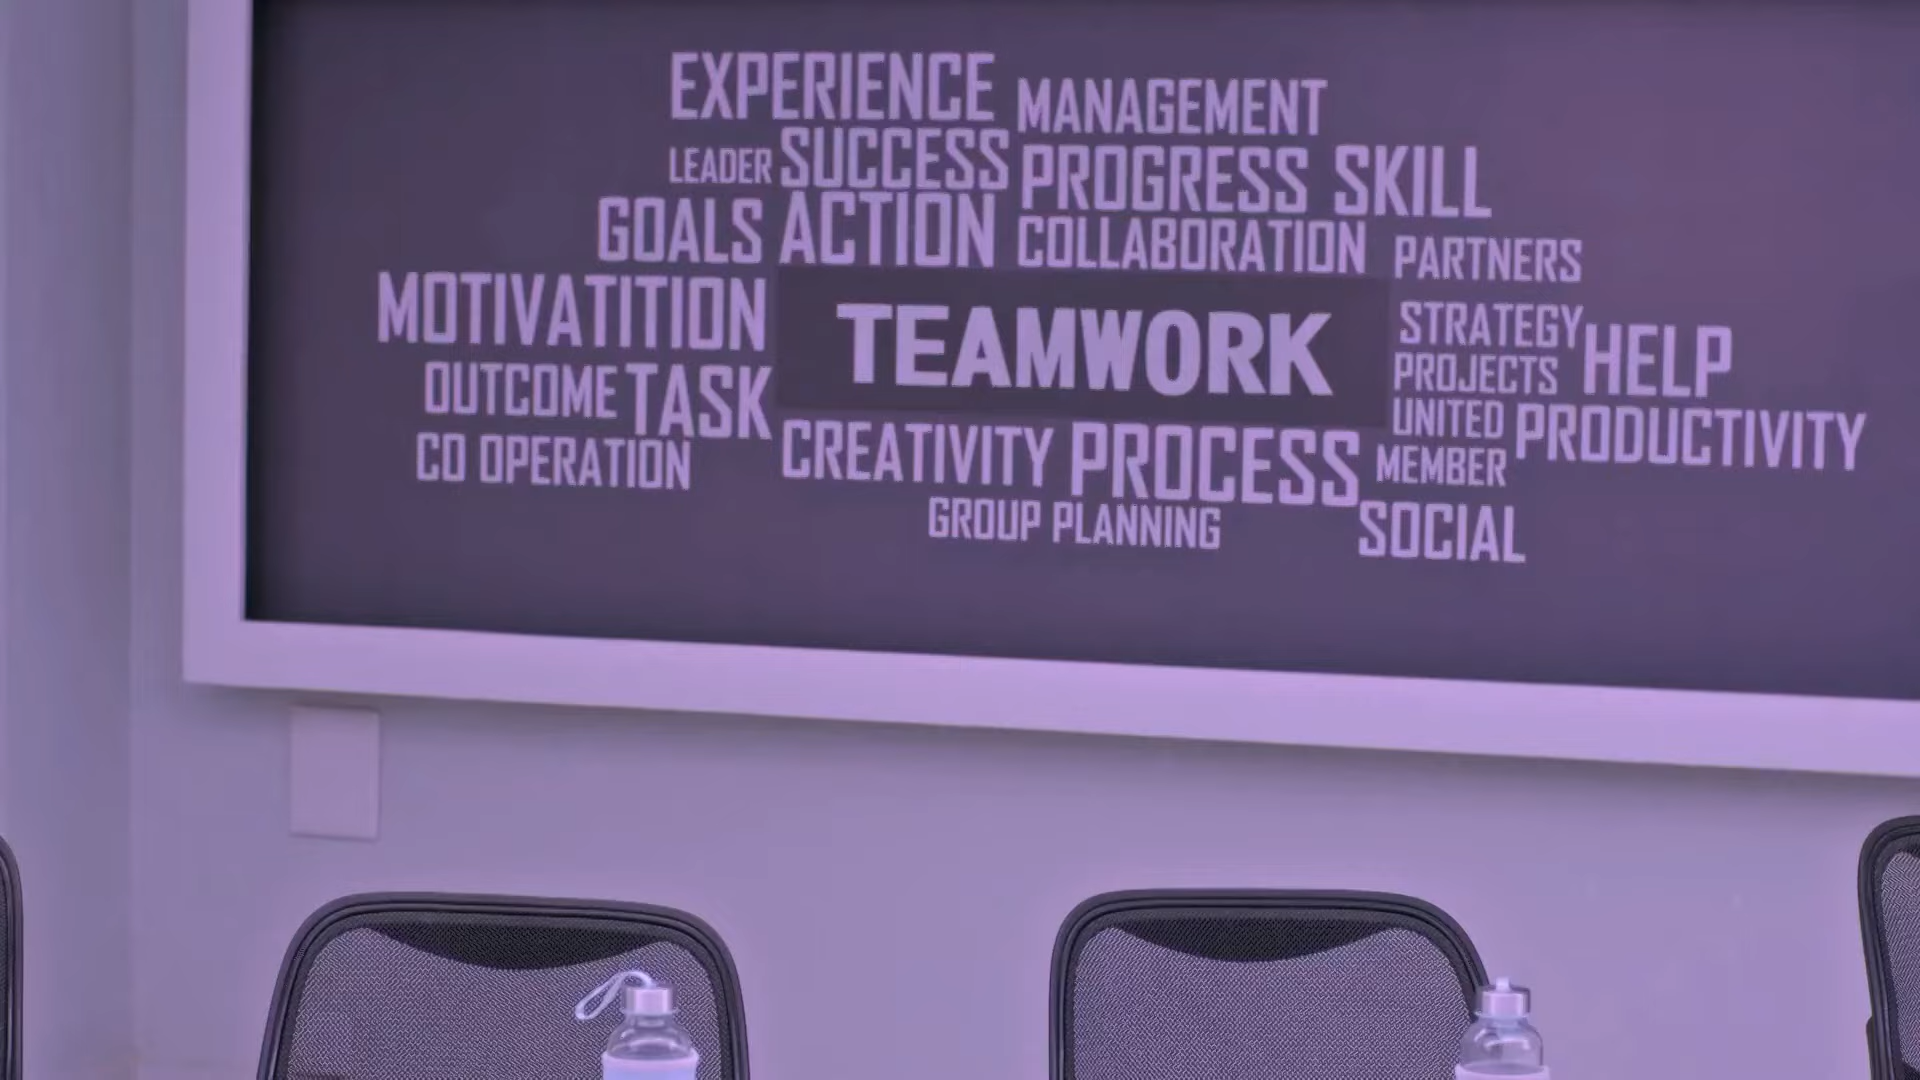 EXPERIENCE MANAGEMENT
LEADER SUCCESS PROGRESS SKILL
GOALS ACTION COLLABORATION PARTNERS
MOTIVATITION TEAMWORK STRATEGY HELP
OUTCOME TASK PROJECTS
UNITED PRODUCTIVITY
CO OPERATION CREATIVITY PROCESS MEMBER
GROUP PLANNING SOCIAL